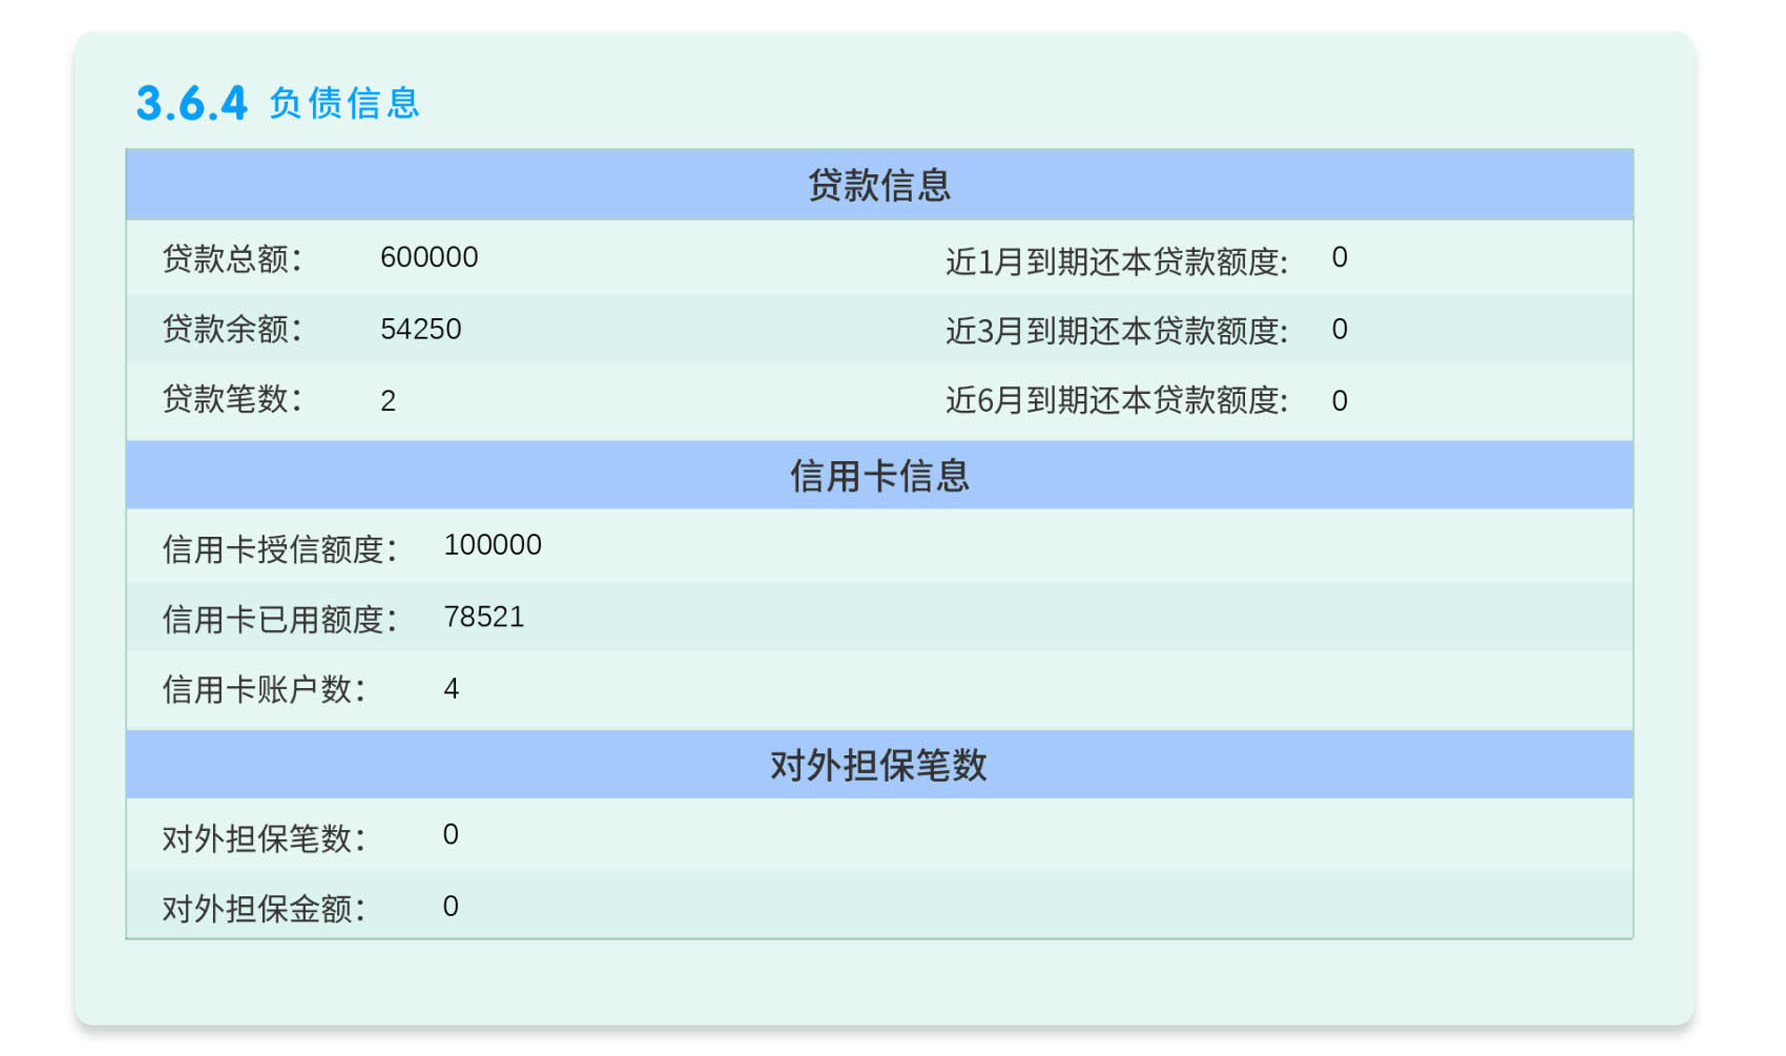 3.6.4 负债信息
贷款信息
贷款总额： 600000 近1月到期还本贷款额度: 0
贷款余额： 54250 近3月到期还本贷款额度: 0
贷款笔数： 2 近6月到期还本贷款额度: 0
信用卡信息
信用卡授信额度： 100000
信用卡已用额度： 78521
信用卡账户数： 4
对外担保笔数
对外担保笔数： 0
对外担保金额： 0